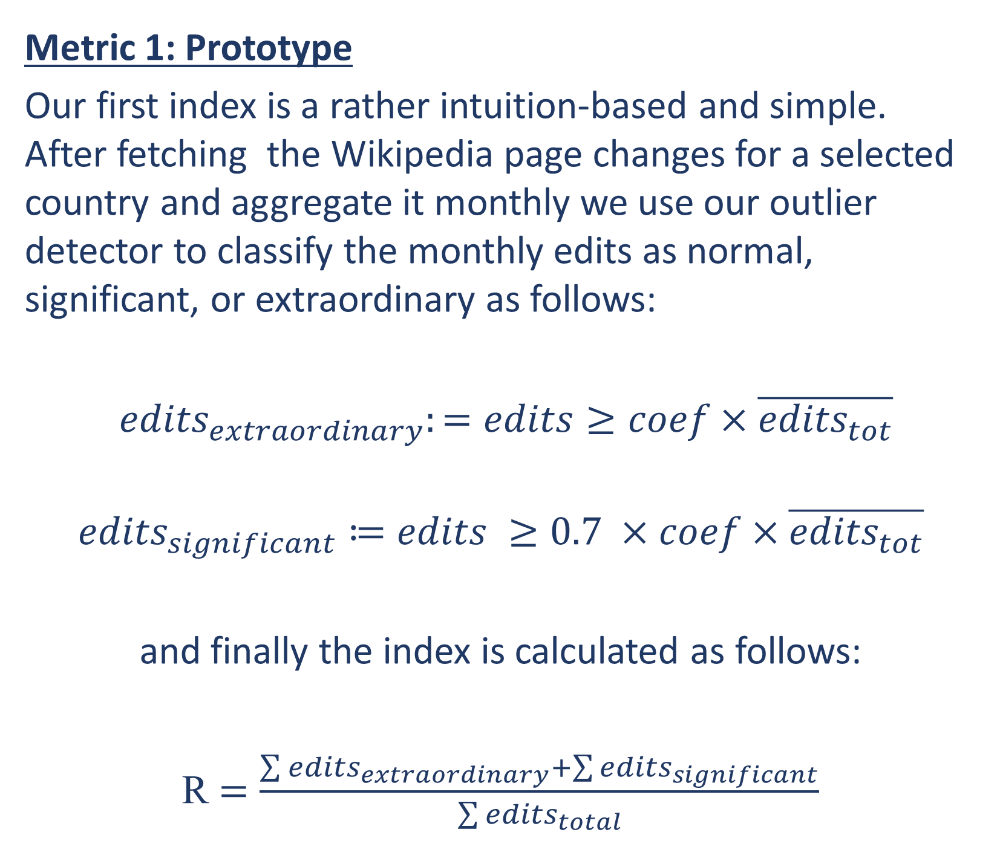 Metric 1: Prototype
Our first index is a rather intuition-based and simple.
After fetching  the Wikipedia page changes for a selected
country and aggregate it monthly we use our outlier
detector to classify the monthly edits as normal,
significant, or extraordinary as follows:
$edits_{extraordinary} := edits \geq coef \times \overline{edits_{tot}}$
$edits_{significant} := edits \geq 0.7 \times coef \times \overline{edits_{tot}}$
and finally the index is calculated as follows:
$R = \frac{\sum edits_{extraordinary} + \sum edits_{significant}}{\sum edits_{total}}$